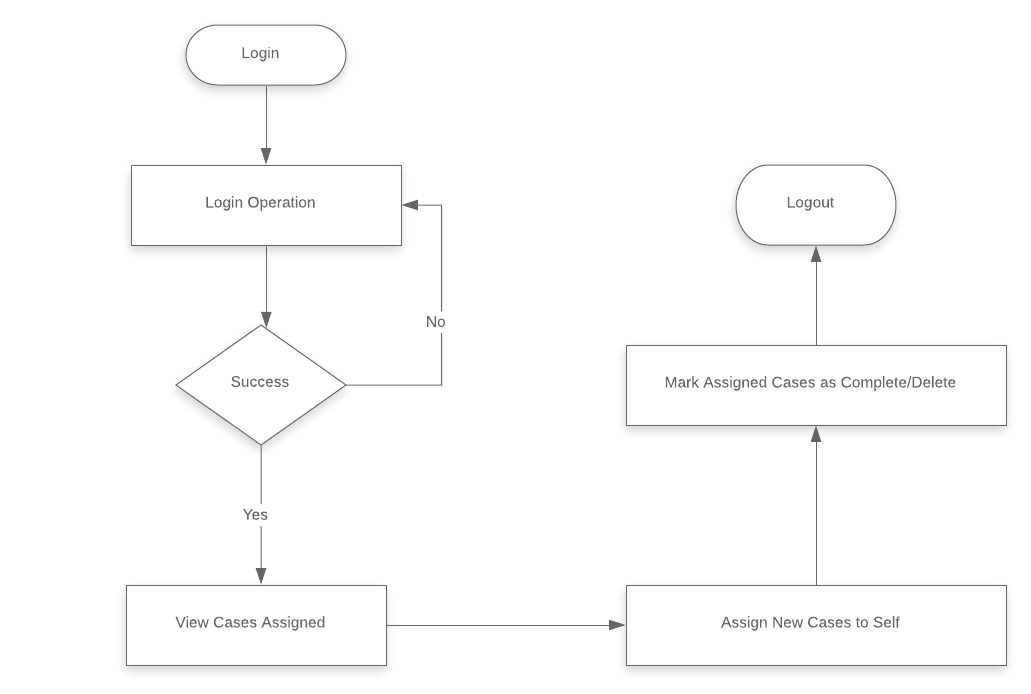 Login
Login Operation
Logout
No
Success
Mark Assigned Cases as Complete/Delete
Yes
View Cases Assigned
Assign New Cases to Self